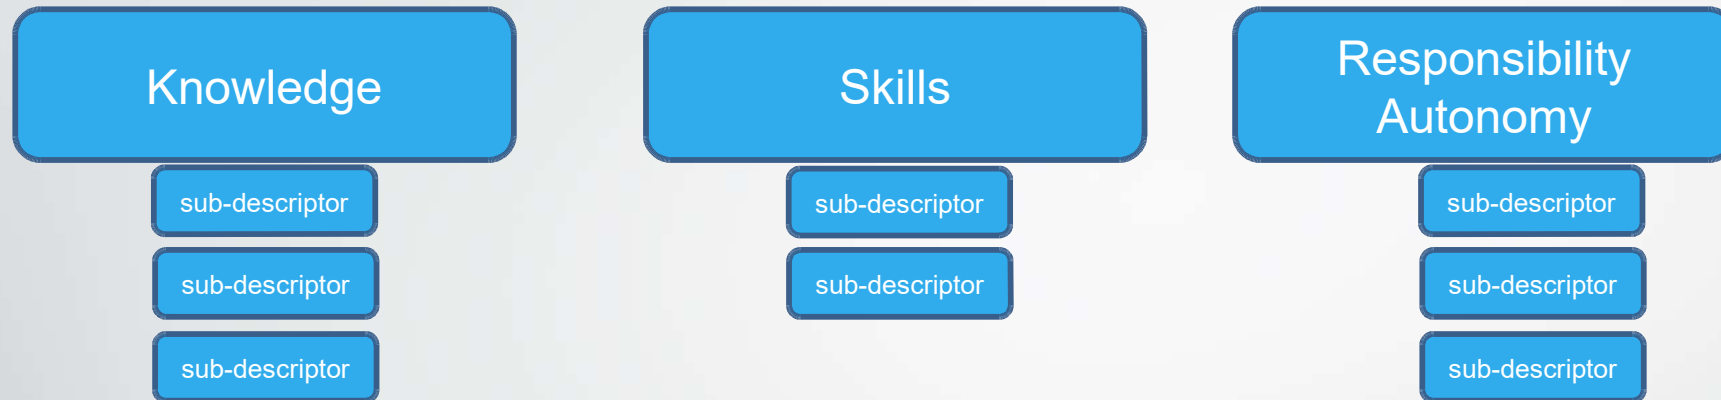 Knowledge
sub-descriptor
sub-descriptor
sub-descriptor
Skills
sub-descriptor
sub-descriptor
Responsibility
Autonomy
sub-descriptor
sub-descriptor
sub-descriptor